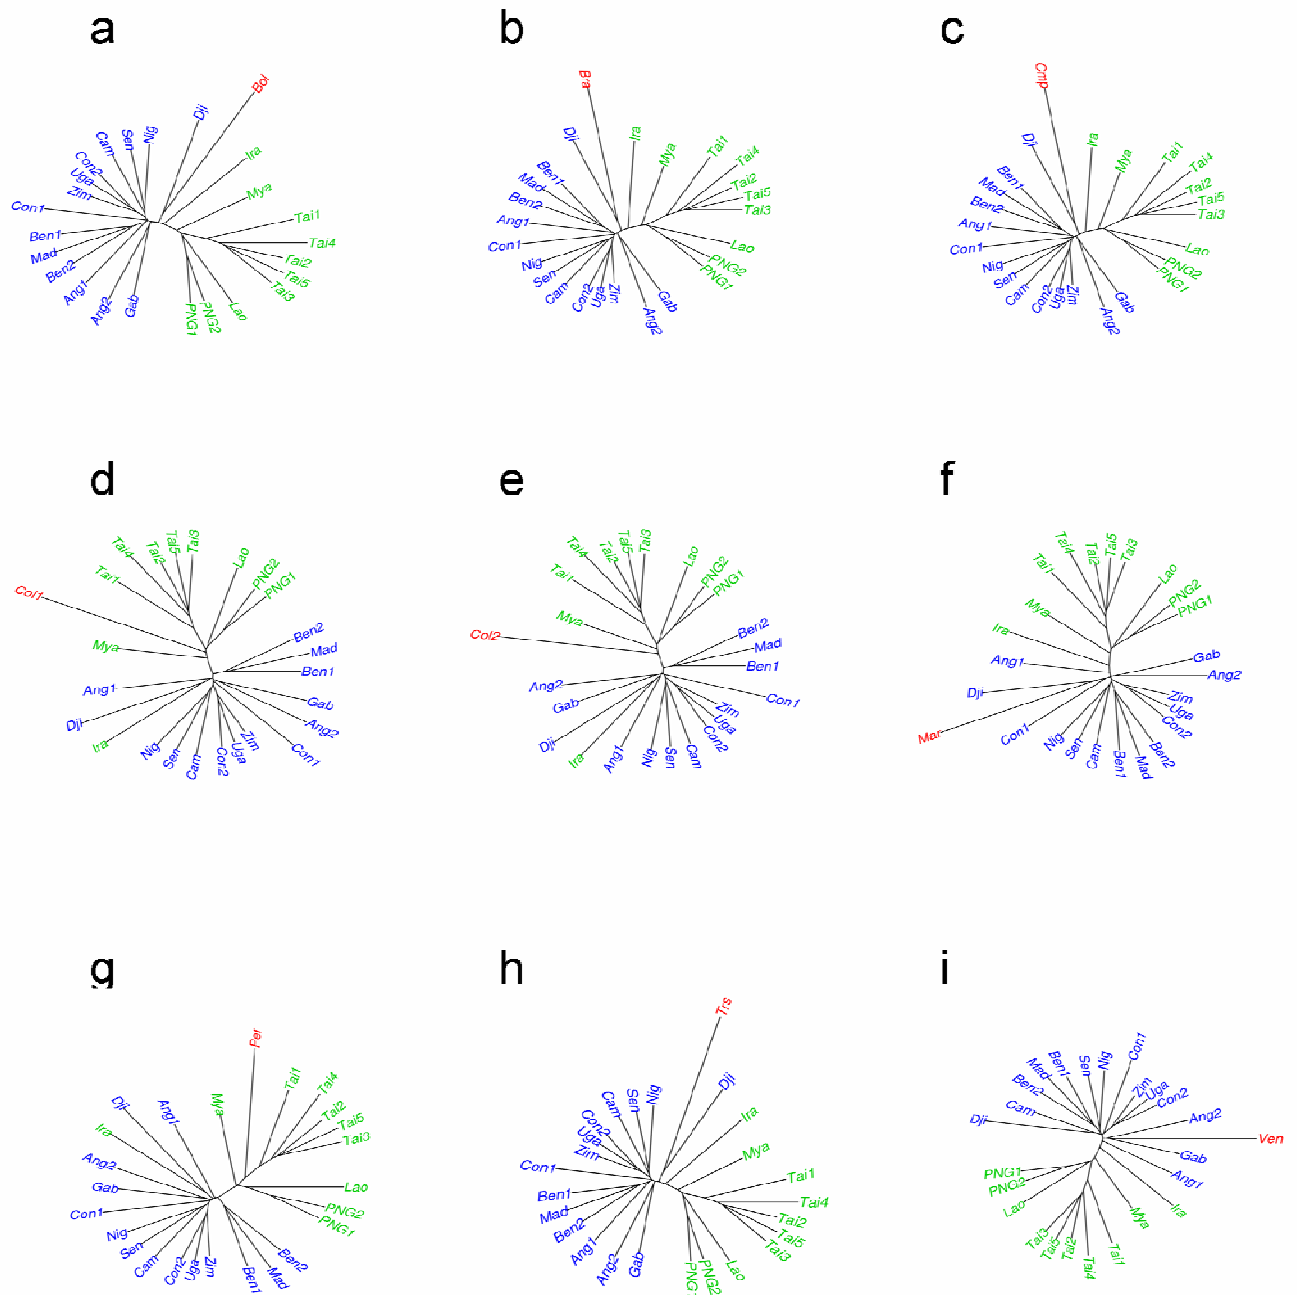 a
Bol
Dji
Nig
Sen
Cam
Con2
Uga
Zim
Con1
Ben1
Mad
Ben2
Ang1
Ang2
Gab
PNG1
PNG2
Lao
Tai3
Tai5
Tai2
Tai4
Tai1
Mya
Ira
b
Bra
Dji
Ben1
Mad
Ben2
Ang1
Con1
Nig
Sen
Cam
Con2
Uga
Zim
Ang2
Gab
PNG1
PNG2
Lao
Tai3
Tai5
Tai2
Tai4
Tai1
Mya
Ira
c
Cmp
Dji
Ben1
Mad
Ben2
Ang1
Con1
Nig
Sen
Cam
Con2
Uga
Zim
Ang2
Gab
PNG1
PNG2
Lao
Tai3
Tai5
Tai2
Tai4
Tai1
Mya
Ira
d
Tai3
Tai5
Tai2
Tai4
Tai1
Col1
Mya
Ang1
Dji
Ira
Nig
Sen
Cam
Con2
Uga
Zim
Con1
Ang2
Gab
Ben1
Mad
Ben2
PNG1
PNG2
Lao
e
Tai3
Tai5
Tai2
Tai4
Tai1
Mya
Col2
Ang2
Gab
Dji
Ira
Ang1
Nig
Sen
Cam
Con2
Uga
Zim
Con1
Ben1
Mad
Ben2
PNG1
PNG2
Lao
f
Tai3
Tai5
Tai2
Tai4
Tai1
Mya
Ira
Ang1
Dji
Mar
Con1
Nig
Sen
Cam
Ben1
Mad
Ben2
Con2
Uga
Zim
Ang2
Gab
PNG1
PNG2
Lao
g
Per
Mya
Ang1
Dji
Ira
Ang2
Gab
Con1
Nig
Sen
Cam
Con2
Uga
Zim
Ben1
Mad
Ben2
PNG1
PNG2
Lao
Tai3
Tai5
Tai2
Tai4
Tai1
h
Trs
Dji
Nig
Sen
Cam
Con2
Uga
Zim
Con1
Ben1
Mad
Ben2
Ang1
Ang2
Gab
PNG
PNG2
Lao
Tai3
Tai5
Tai2
Tai4
Tai1
Mya
Ira
i
Con1
Nig
Sen
Ben1
Mad
Ben2
Cam
Dji
PNG1
PNG2
Lao
Tai3
Tai5
Tai2
Tai4
Tai1
Mya
Ira
Ang1
Gab
Ven
Ang2
Con2
Uga
Zim